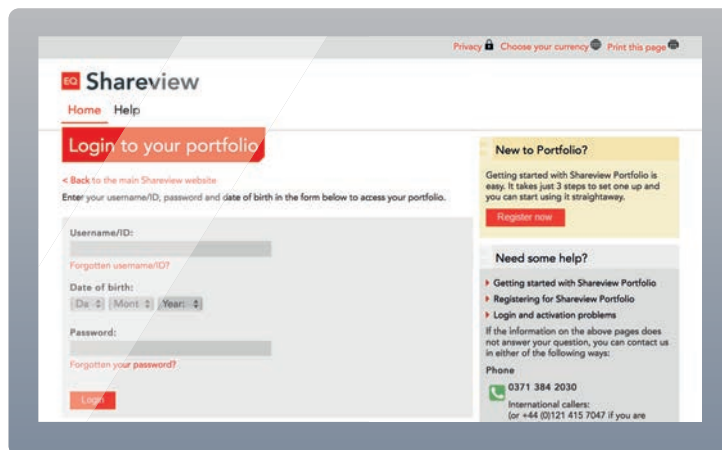 Privacy Choose your currency Print this page
EQ Shareview
Home Help
Login to your portfolio
< Back to the main Shareview website
Enter your username/ID, password and date of birth in the form below to access your portfolio.
Username/ID:
Forgotten username/ID?
Date of birth:
Da Mont Year:
Password:
Forgotten your password?
Login
New to Portfolio?
Getting started with Shareview Portfolio is
easy. It takes just 3 steps to set one up and
you can start using it straightaway.
Register now
Need some help?
Getting started with Shareview Portfolio
Registering for Shareview Portfolio
Login and activation problems
If the information on the above pages does
not answer your question, you can contact us
in either of the following ways:
Phone
0371 384 2030
International callers:
(or +44 (0)121 415 7047 if you are